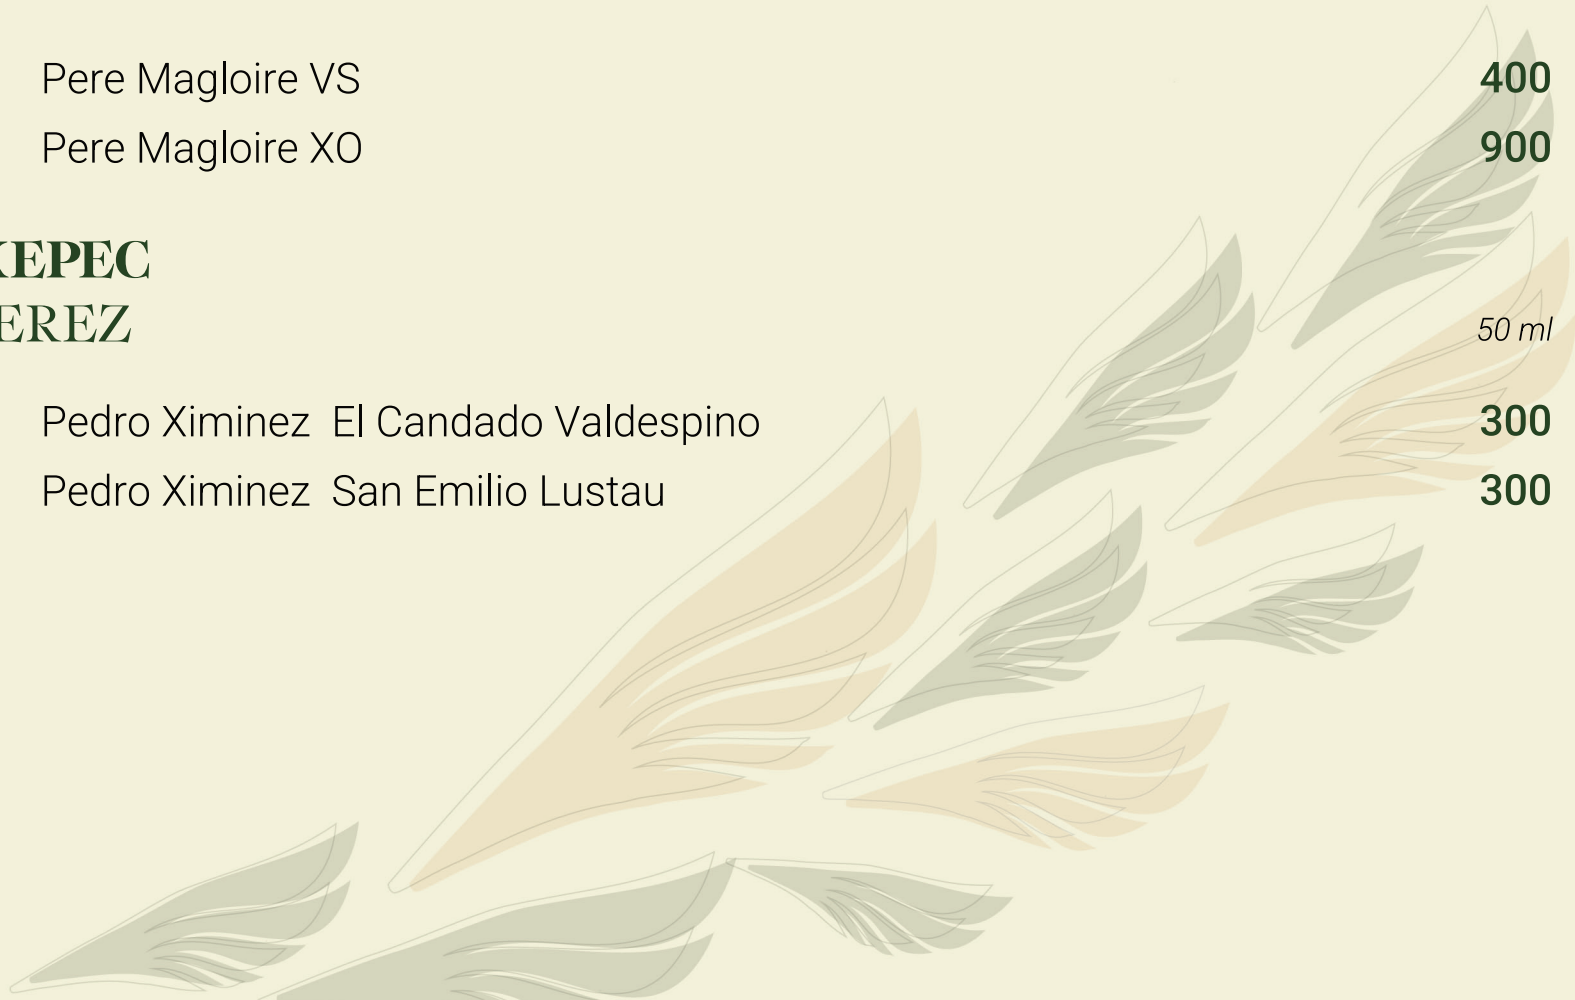 Pere Magloire VS 400
Pere Magloire XO 900
ХЕРЕС
EREZ 50 ml
Pedro Ximinez El Candado Valdespino 300
Pedro Ximinez San Emilio Lustau 300